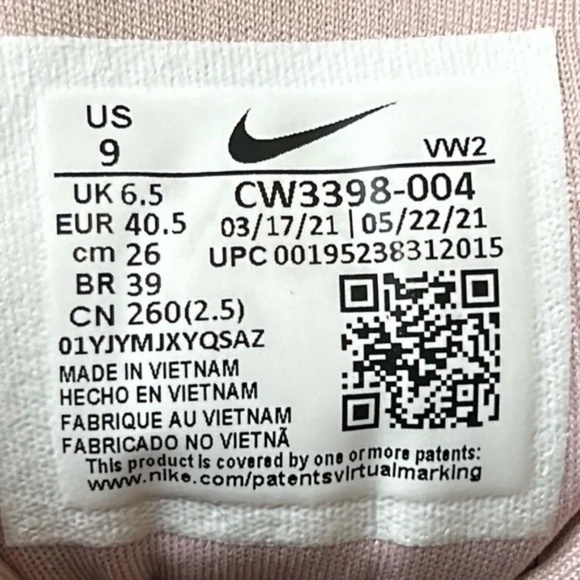 US
9
VW2
UK 6.5
CW3398-004
EUR 40.5
03/17/21 | 05/22/21
cm 26
UPC 00195238312015
BR 39
CN 260(2.5)
01YJYMJXYQSAZ
MADE IN VIETNAM
HECHO EN VIETNAM
FABRIQUE AU VIETNAM
FABRICADO NO VIETNÃ
This product is covered by one or more patents:
www.nike.com/patentsvirtualmarking